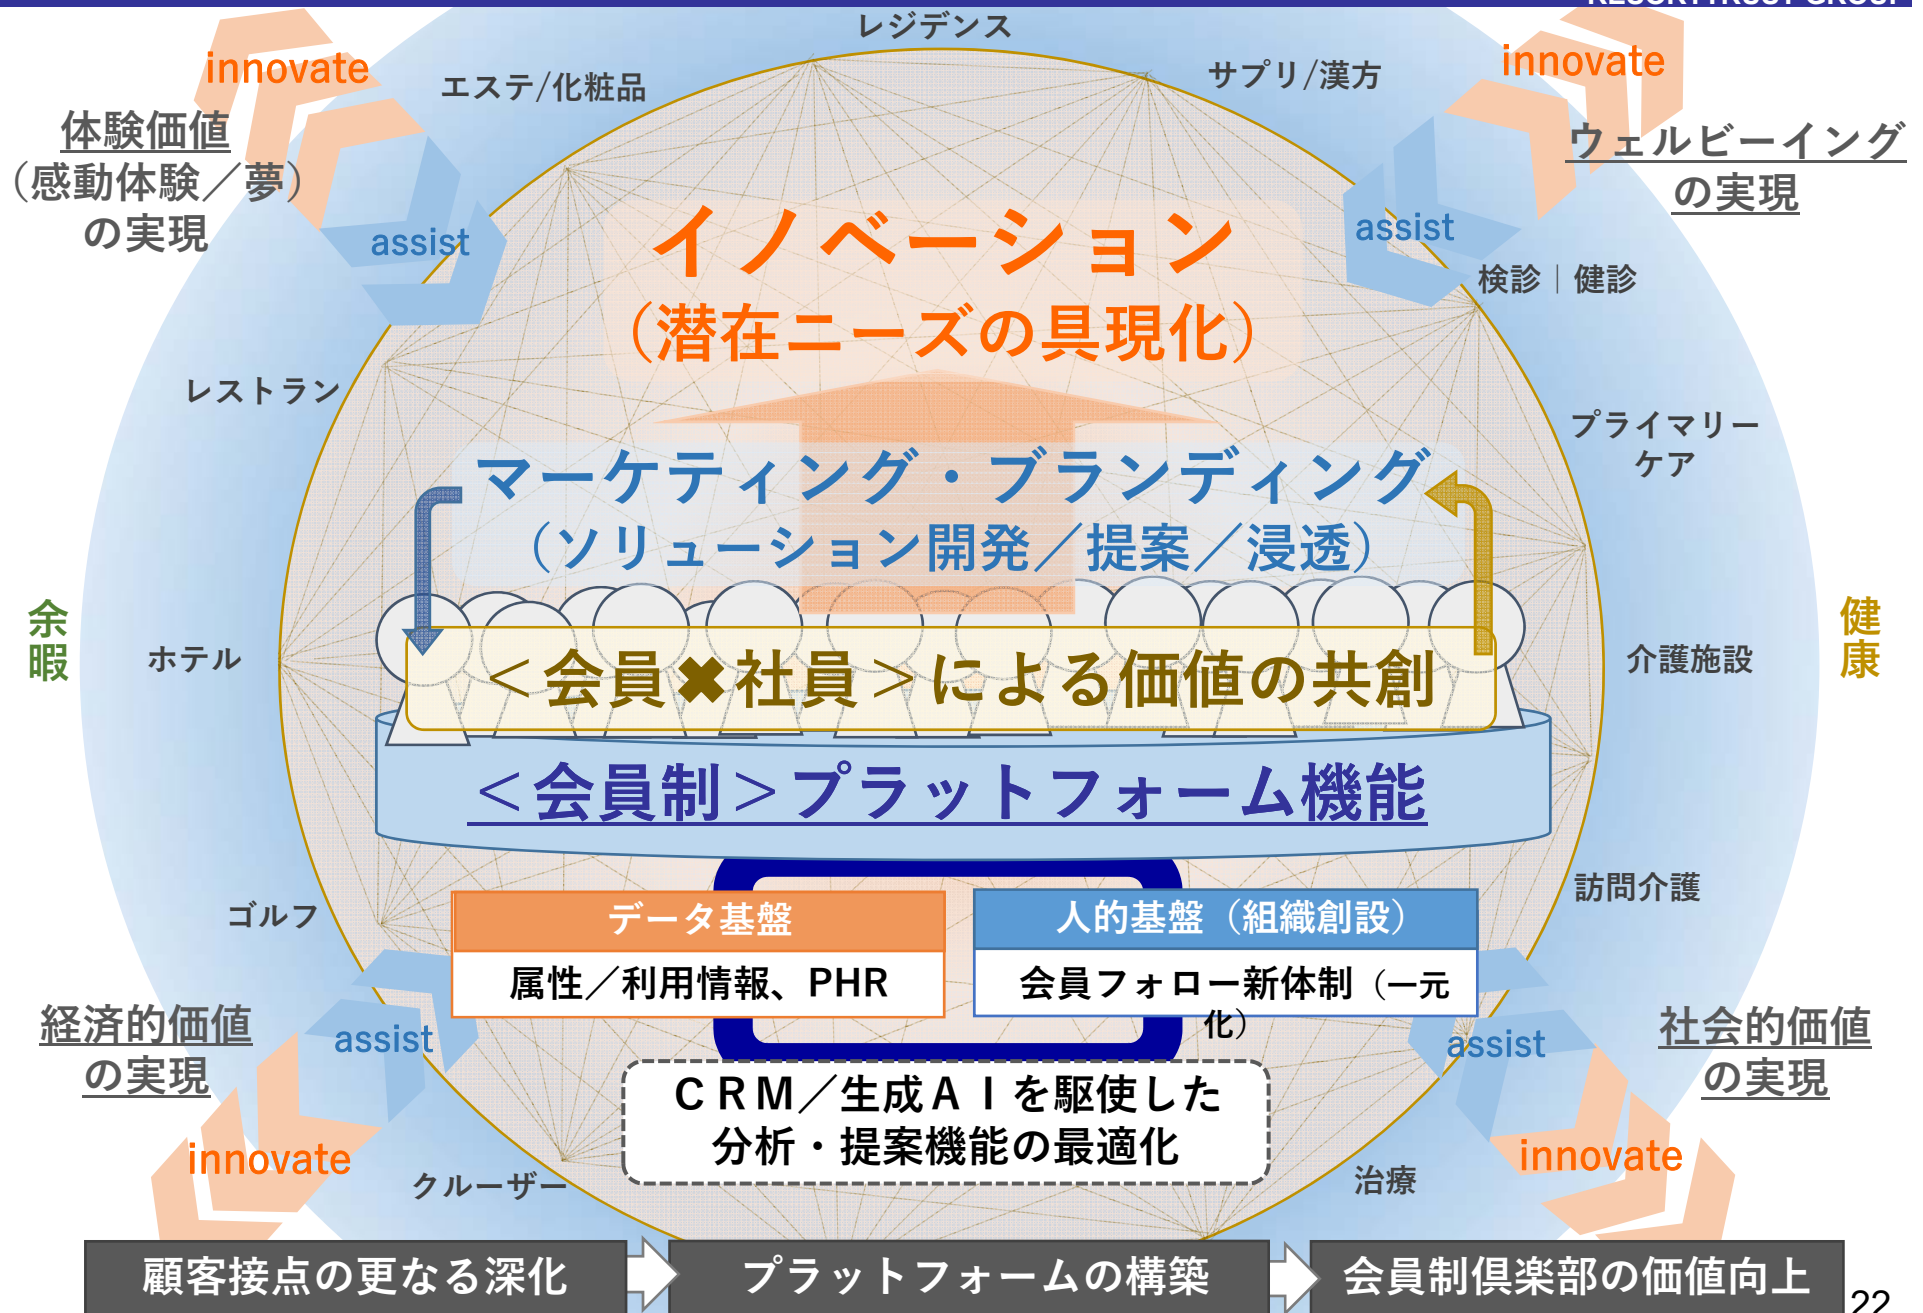 RESORTTRUST GROUP
レジデンス
innovate
innovate
エステ/化粧品
サプリ/漢方
体験価値
（感動体験／夢）
の実現
ウェルビーイング
の実現
assist
assist
イノベーション
（潜在ニーズの具現化）
検診｜健診
レストラン
プライマリー
ケア
マーケティング・ブランディング
（ソリューション開発／提案／浸透）
余暇
健康
ホテル
介護施設
＜会員✖社員＞による価値の共創
＜会員制＞プラットフォーム機能
ゴルフ
訪問介護
データ基盤
属性／利用情報、PHR
人的基盤（組織創設）
会員フォロー新体制（一元
化）
経済的価値
の実現
assist
assist
社会的価値
の実現
ＣＲＭ／生成ＡＩを駆使した
分析・提案機能の最適化
innovate
innovate
クルーザー
治療
顧客接点の更なる深化
プラットフォームの構築
会員制倶楽部の価値向上
22